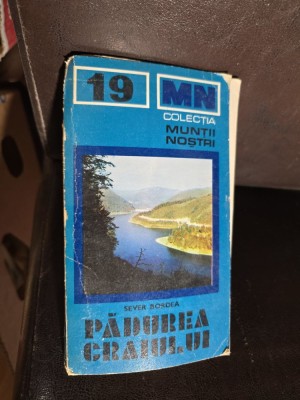 19 MN
COLECȚIA
MUNȚII
NOȘTRI
SEVER BORDEA
PĂDUREA
CRAIULUI